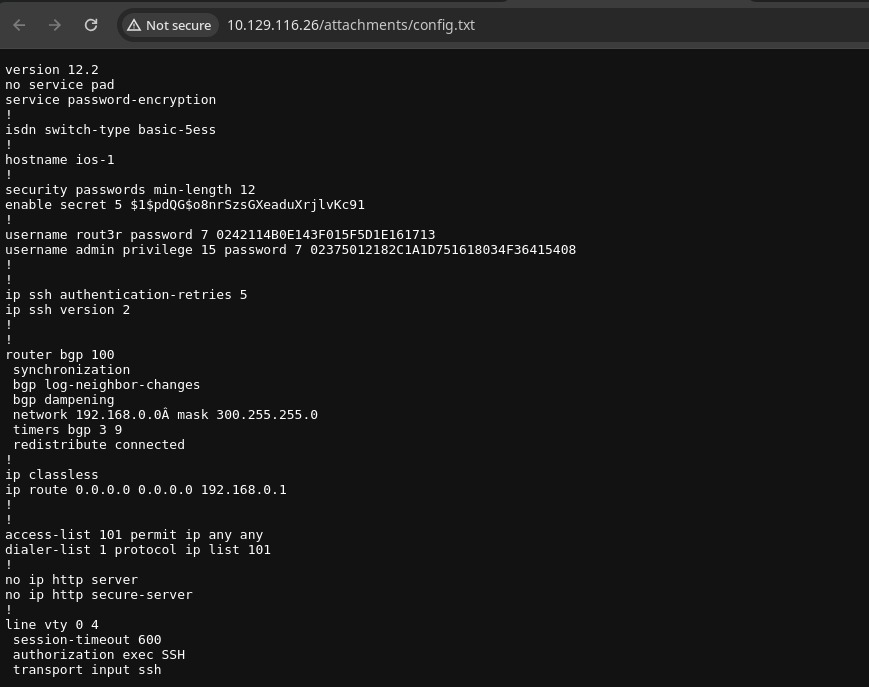 Not secure 10.129.116.26/attachments/config.txt
version 12.2
no service pad
service password-encryption
!
isdn switch-type basic-5ess
!
hostname ios-1
!
security passwords min-length 12
enable secret 5 $1$pdQG$o8nrSzsGXeaduXrjlvKc91
!
username rout3r password 7 0242114B0E143F015F5D1E161713
username admin privilege 15 password 7 02375012182C1A1D751618034F36415408
!
!
ip ssh authentication-retries 5
ip ssh version 2
!
!
router bgp 100
 synchronization
 bgp log-neighbor-changes
 bgp dampening
 network 192.168.0.0Â mask 300.255.255.0
 timers bgp 3 9
 redistribute connected
!
ip classless
ip route 0.0.0.0 0.0.0.0 192.168.0.1
!
!
access-list 101 permit ip any any
dialer-list 1 protocol ip list 101
!
no ip http server
no ip http secure-server
!
line vty 0 4
 session-timeout 600
 authorization exec SSH
 transport input ssh